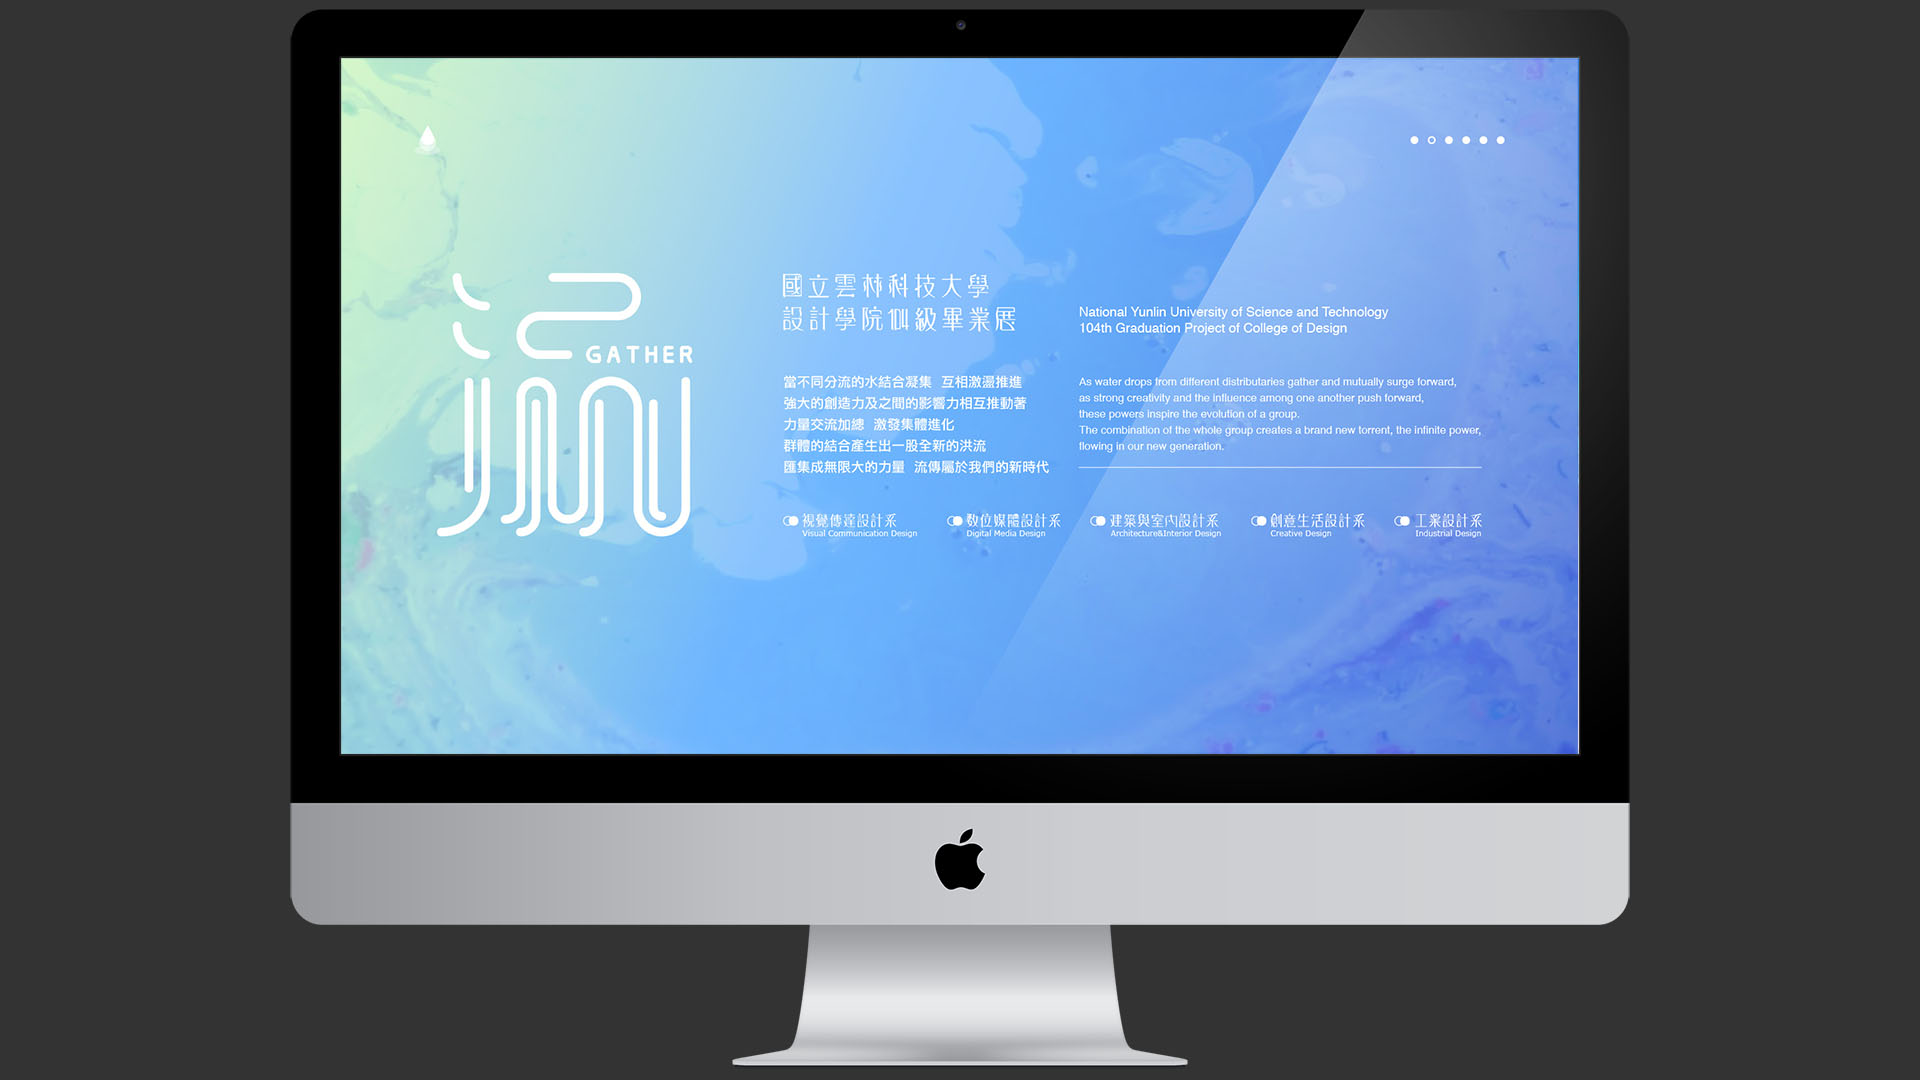 流
GATHER
國立雲林科技大學
設計學院104級畢業展
National Yunlin University of Science and Technology
104th Graduation Project of College of Design
當不同分流的水結合凝集 互相激盪推進
強大的創造力及之間的影響力相互推動著
力量交流加總 激發集體進化
群體的結合產生出一股全新的洪流
匯集成無限大的力量 流傳屬於我們的新時代
As water drops from different distributaries gather and mutually surge forward,
as strong creativity and the influence among one another push forward,
these powers inspire the evolution of a group.
The combination of the whole group creates a brand new torrent, the infinite power,
flowing in our new generation.
視覺傳達設計系
Visual Communication Design
數位媒體設計系
Digital Media Design
建築與室內設計系
Architecture&Interior Design
創意生活設計系
Creative Design
工業設計系
Industrial Design